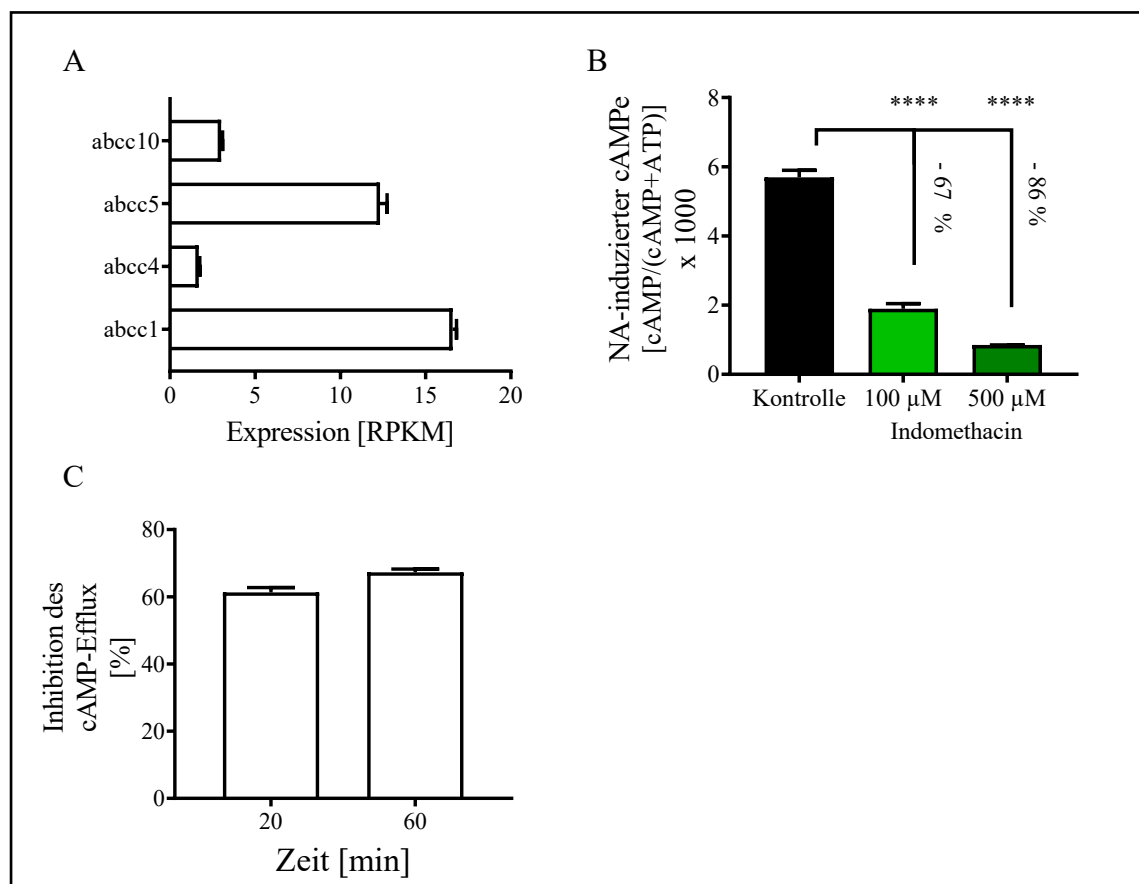 A
abcc10
abcc5
abcc4
abcc1
0 5 10 15 20
Expression [RPKM]
B
NA-induzierter cAMPe
[cAMP/(cAMP+ATP)]
x 1000
8
6
4
2
0
**** ****
- 67 %
- 86 %
Kontrolle 100 µM 500 µM
Indomethacin
C
Inhibition des
cAMP-Efflux
[%]
80
60
40
20
0
20 60
Zeit [min]